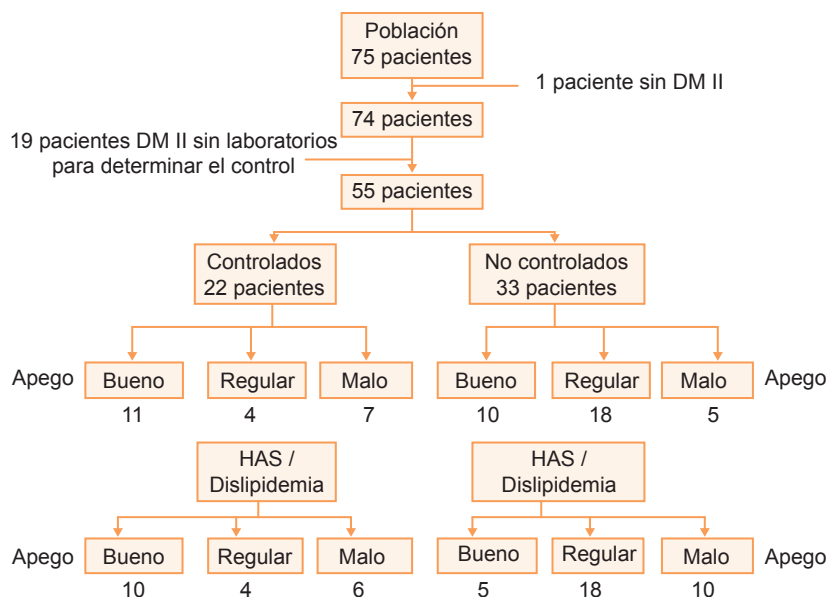 Población
75 pacientes
1 paciente sin DM II
74 pacientes
19 pacientes DM II sin laboratorios
para determinar el control
55 pacientes
Controlados
22 pacientes
No controlados
33 pacientes
Apego Bueno Regular Malo Bueno Regular Malo Apego
11 4 7 10 18 5
HAS /
Dislipidemia
HAS /
Dislipidemia
Apego Bueno Regular Malo Bueno Regular Malo Apego
10 4 6 5 18 10